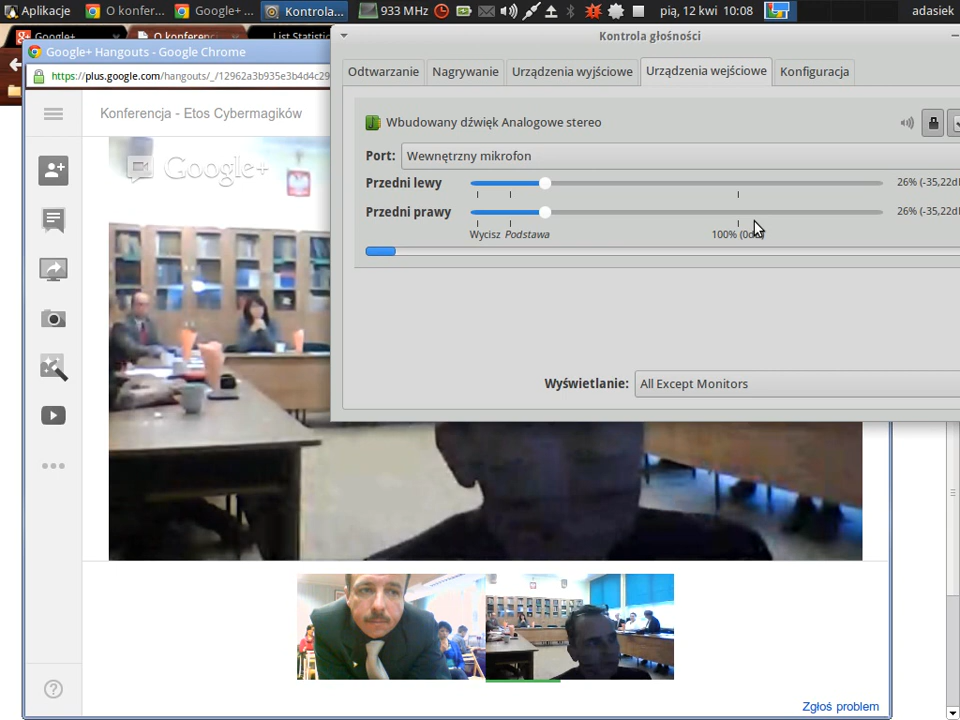 Aplikacje
O konfer...
Google+ ...
Kontrola...
933 MHz
pią, 12 kwi 10:08
adasiek
Google+
O konferenc
List Statistic
Google+ Hangouts - Google Chrome
https://plus.google.com/hangouts/_/12962a3b935e3b4d4c29
Konferencja - Etos Cybermagików
Google+
Kontrola głośności
Odtwarzanie
Nagrywanie
Urządzenia wyjściowe
Urządzenia wejściowe
Konfiguracja
Wbudowany dźwięk Analogowe stereo
Port:
Wewnętrzny mikrofon
Przedni lewy
26% (-35,22d
Przedni prawy
26% (-35,22d
Wycisz
Podstawa
100% (0dB)
Wyświetlanie:
All Except Monitors
Zgłoś problem